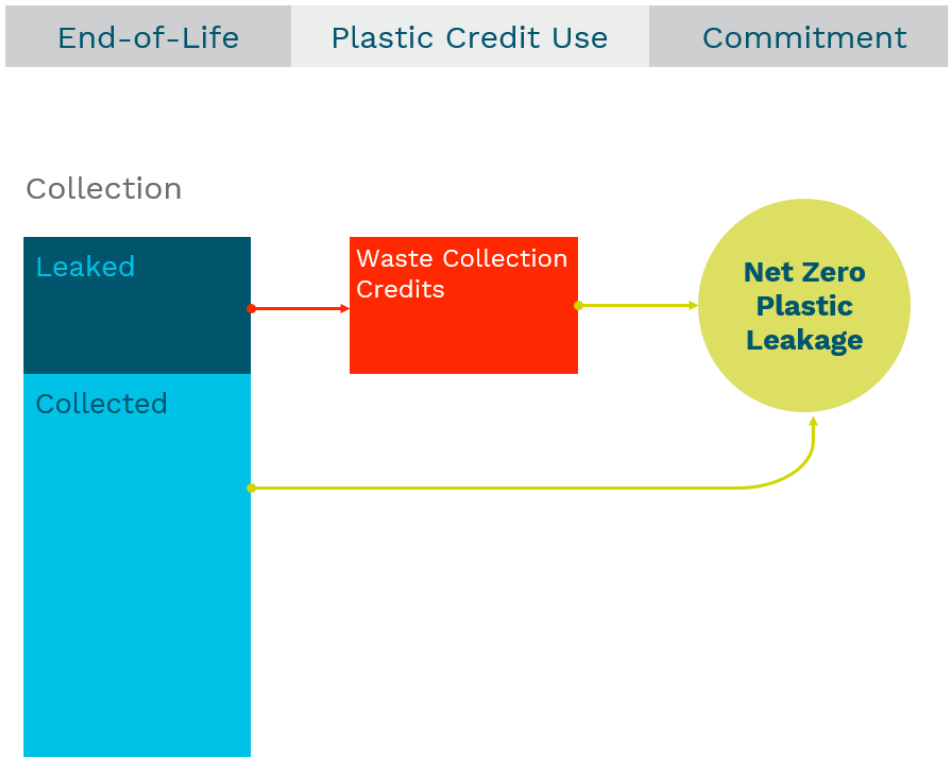 End-of-Life
Plastic Credit Use
Commitment
Collection
Leaked
Waste Collection
Credits
Net Zero
Plastic
Leakage
Collected